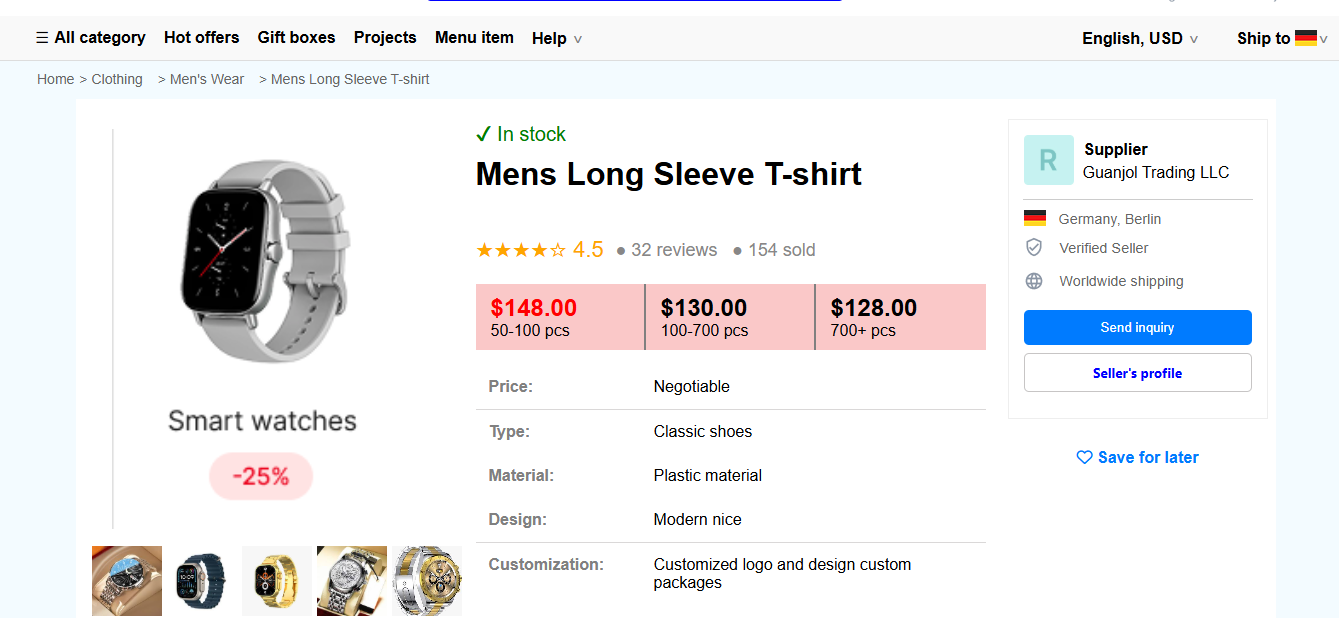 ☰ All category Hot offers Gift boxes Projects Menu item Help ∨ English, USD ∨ Ship to ∨
Home > Clothing > Men's Wear > Mens Long Sleeve T-shirt
✓ In stock
Mens Long Sleeve T-shirt
★★★★☆ 4.5 ● 32 reviews ● 154 sold
$148.00 $130.00 $128.00
50-100 pcs 100-700 pcs 700+ pcs
Price: Negotiable
Type: Classic shoes
Material: Plastic material
Design: Modern nice
Customization: Customized logo and design custom
packages
Smart watches
-25%
R
Supplier
Guanjol Trading LLC
Germany, Berlin
Verified Seller
Worldwide shipping
Send inquiry
Seller's profile
Save for later